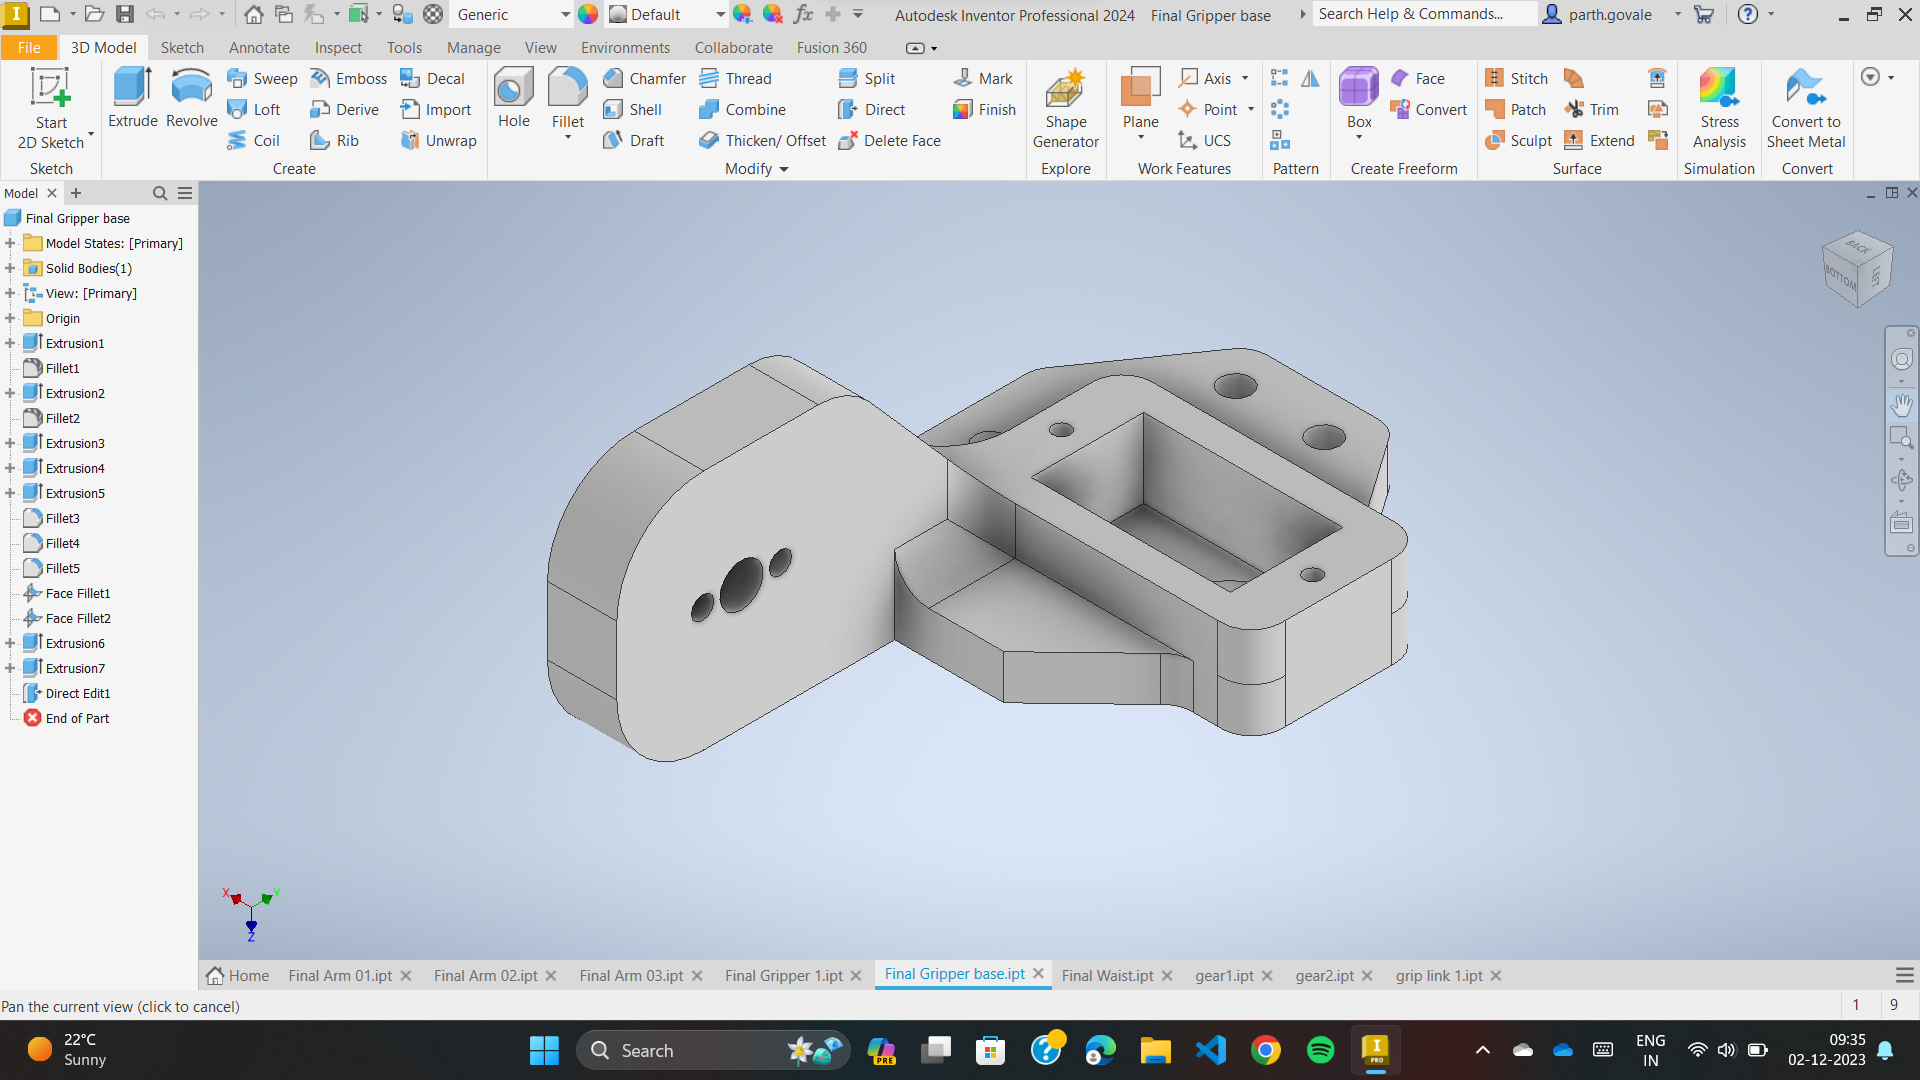 Generic
Default
fx
Autodesk Inventor Professional 2024 Final Gripper base
Search Help & Commands...
parth.govale
File 3D Model Sketch Annotate Inspect Tools Manage View Environments Collaborate Fusion 360
Start
2D Sketch
Sketch
Extrude
Revolve
Sweep
Loft
Coil
Emboss
Derive
Rib
Decal
Import
Unwrap
Create
Hole
Fillet
Chamfer
Shell
Draft
Thread
Combine
Thicken/ Offset
Split
Direct
Delete Face
Mark
Finish
Modify
Shape
Generator
Explore
Plane
Axis
Point
UCS
Work Features
Pattern
Box
Face
Convert
Create Freeform
Stitch
Patch
Sculpt
Trim
Extend
Surface
Stress
Analysis
Simulation
Convert to
Sheet Metal
Convert
Model
Final Gripper base
Model States: [Primary]
Solid Bodies(1)
View: [Primary]
Origin
Extrusion1
Fillet1
Extrusion2
Fillet2
Extrusion3
Extrusion4
Extrusion5
Fillet3
Fillet4
Fillet5
Face Fillet1
Face Fillet2
Extrusion6
Extrusion7
Direct Edit1
End of Part
BACK
BOTTOM
LEFT
X
Y
Z
Home
Final Arm 01.ipt
Final Arm 02.ipt
Final Arm 03.ipt
Final Gripper 1.ipt
Final Gripper base.ipt
Final Waist.ipt
gear1.ipt
gear2.ipt
grip link 1.ipt
Pan the current view (click to cancel)
1
9
22°C
Sunny
Search
PRE
PRO
ENG
IN
09:35
02-12-2023